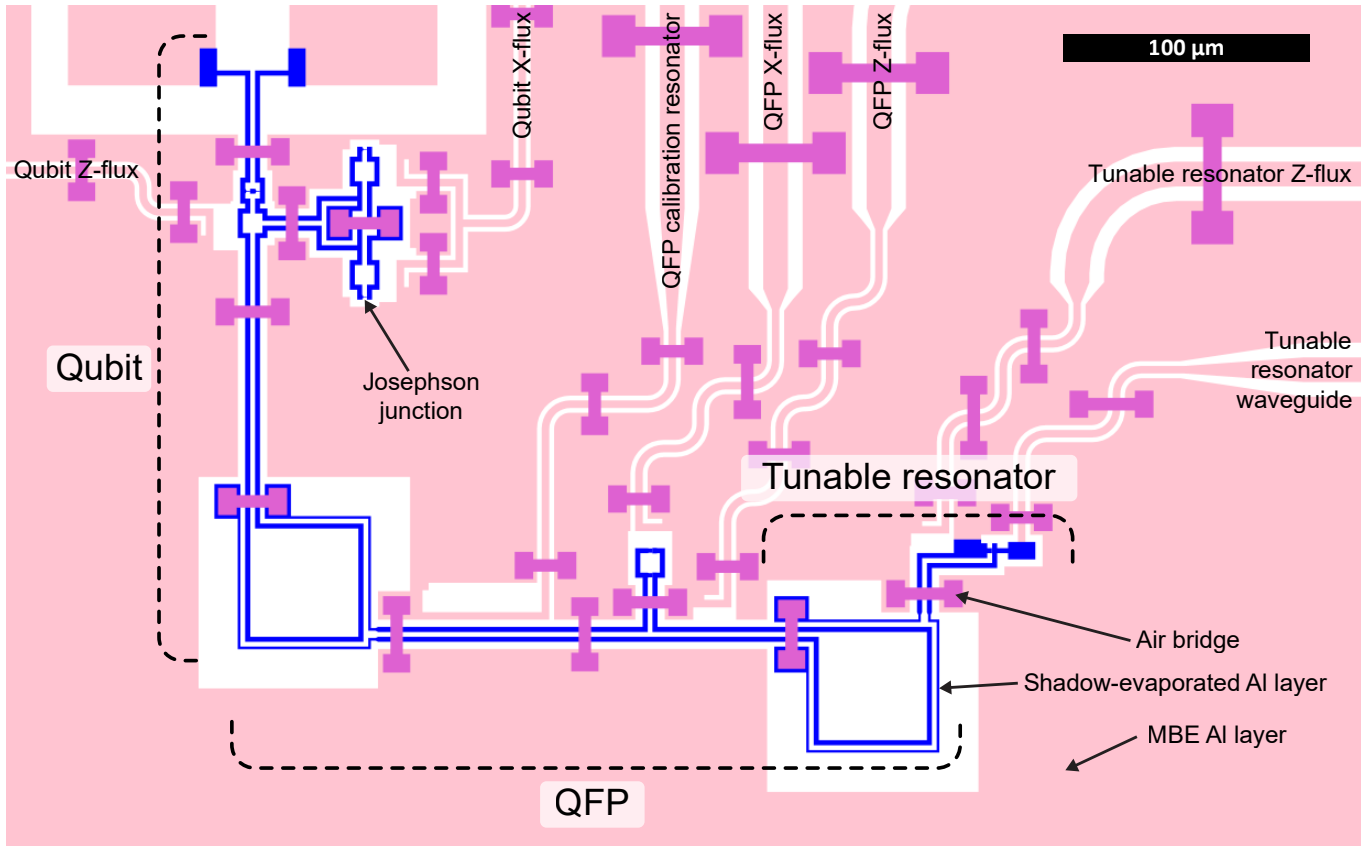 100 µm
Qubit X-flux
QFP calibration resonator
QFP X-flux
QFP Z-flux
Qubit Z-flux
Tunable resonator Z-flux
Qubit
Josephson
junction
Tunable
resonator
waveguide
Tunable resonator
Air bridge
Shadow-evaporated Al layer
MBE Al layer
QFP